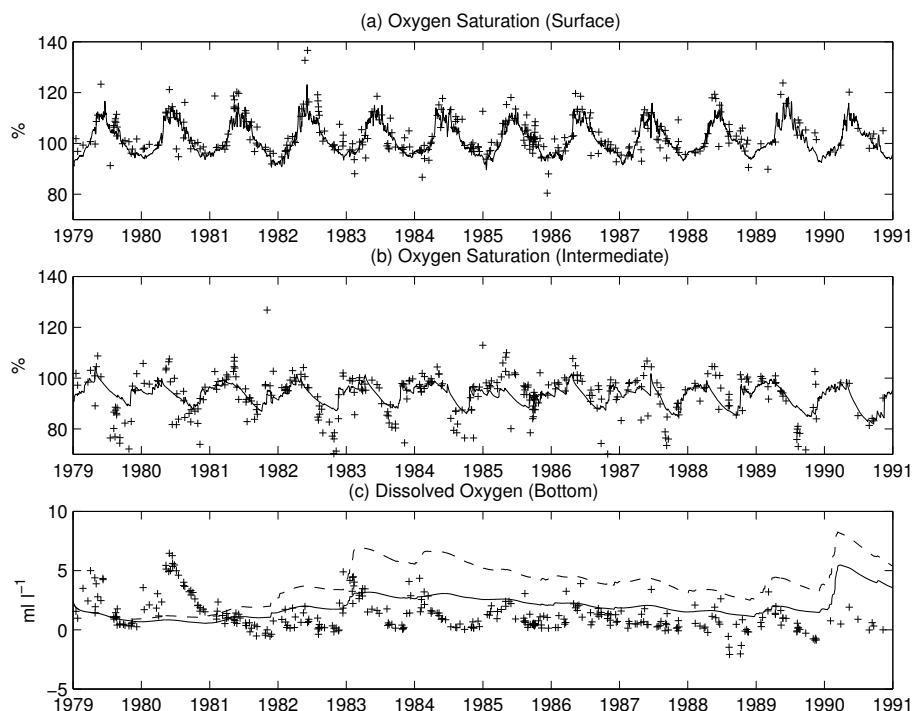 (a) Oxygen Saturation (Surface)
140
120
100
80
%
1979 1980 1981 1982 1983 1984 1985 1986 1987 1988 1989 1990 1991
(b) Oxygen Saturation (Intermediate)
140
120
100
80
%
1979 1980 1981 1982 1983 1984 1985 1986 1987 1988 1989 1990 1991
(c) Dissolved Oxygen (Bottom)
10
5
0
−5
ml l⁻¹
1979 1980 1981 1982 1983 1984 1985 1986 1987 1988 1989 1990 1991